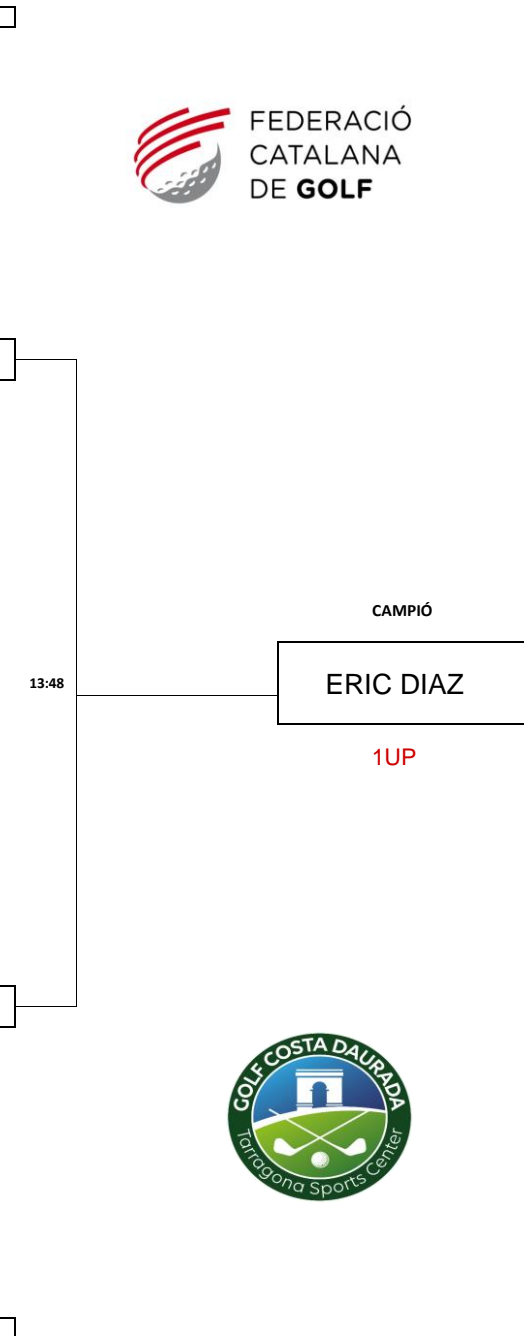 FEDERACIÓ
CATALANA
DE GOLF
CAMPIÓ
13:48
ERIC DIAZ
1UP
GOLF COSTA DAURADA
Tarragona Sports Center